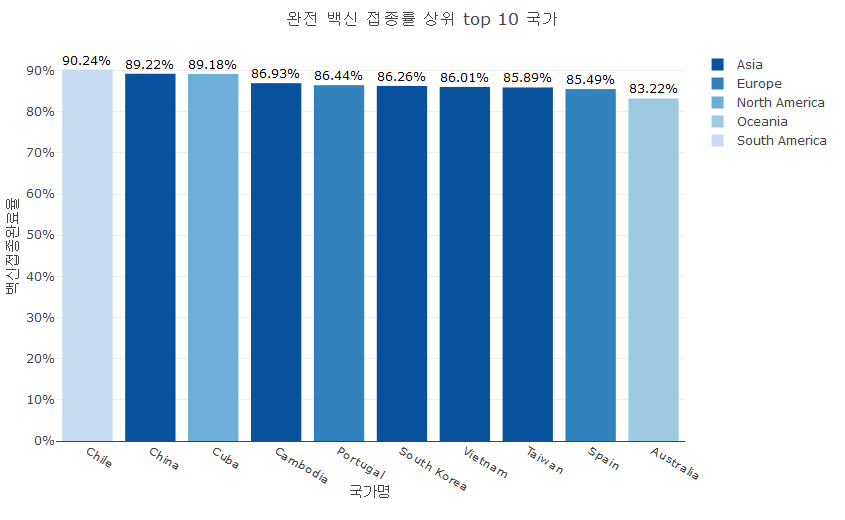 완전 백신 접종률 상위 top 10 국가
90.24%
89.22%
89.18%
86.93%
86.44%
86.26%
86.01%
85.89%
85.49%
83.22%
90%
80%
70%
60%
50%
40%
30%
20%
10%
0%
백신접종완료율
Chile
China
Cuba
Cambodia
Portugal
South Korea
Vietnam
Taiwan
Spain
Australia
국가명
Asia
Europe
North America
Oceania
South America